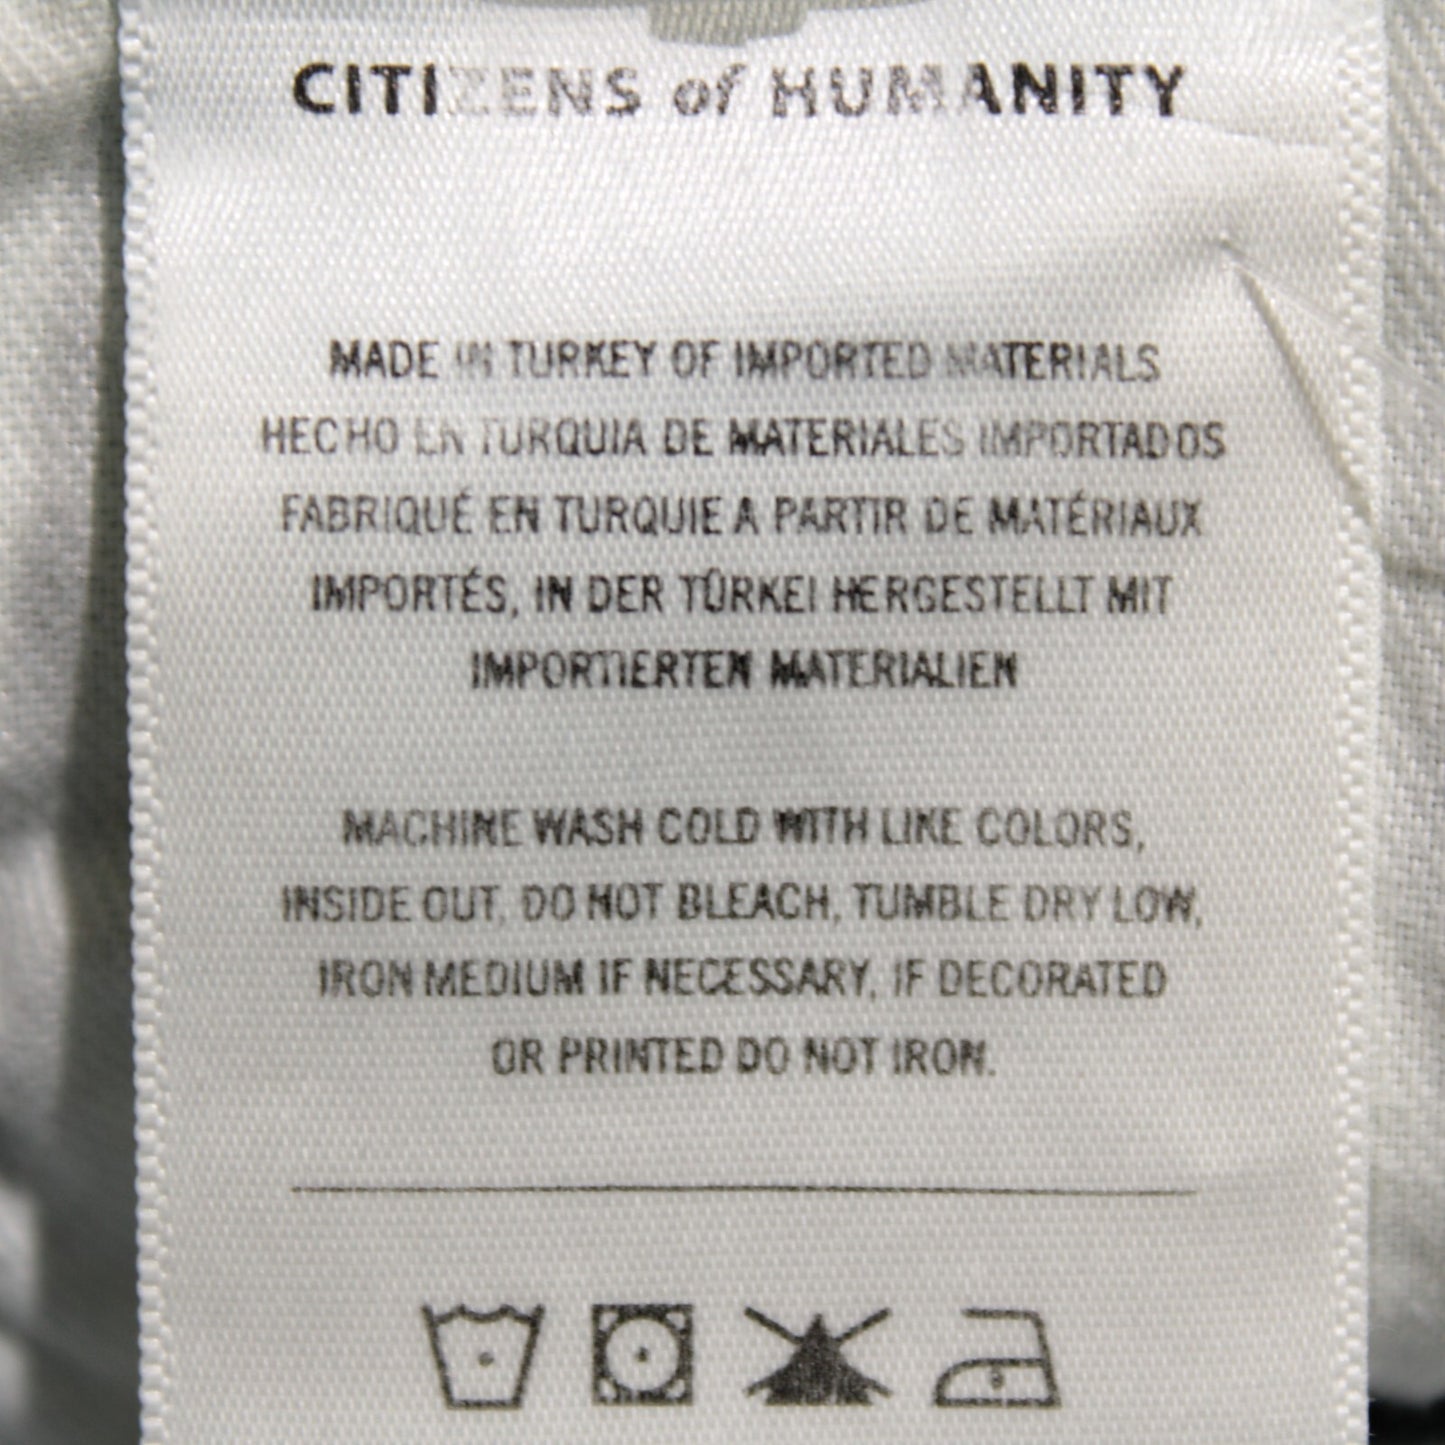 CITIZENS of HUMANITY
MADE IN TURKEY OF IMPORTED MATERIALS
HECHO EN TURQUIA DE MATERIALES IMPORTADOS
FABRIQUÉ EN TURQUIE A PARTIR DE MATÉRIAUX
IMPORTÉS, IN DER TÜRKEI HERGESTELLT MIT
IMPORTIERTEN MATERIALIEN
MACHINE WASH COLD WITH LIKE COLORS,
INSIDE OUT, DO NOT BLEACH, TUMBLE DRY LOW,
IRON MEDIUM IF NECESSARY, IF DECORATED
OR PRINTED DO NOT IRON.